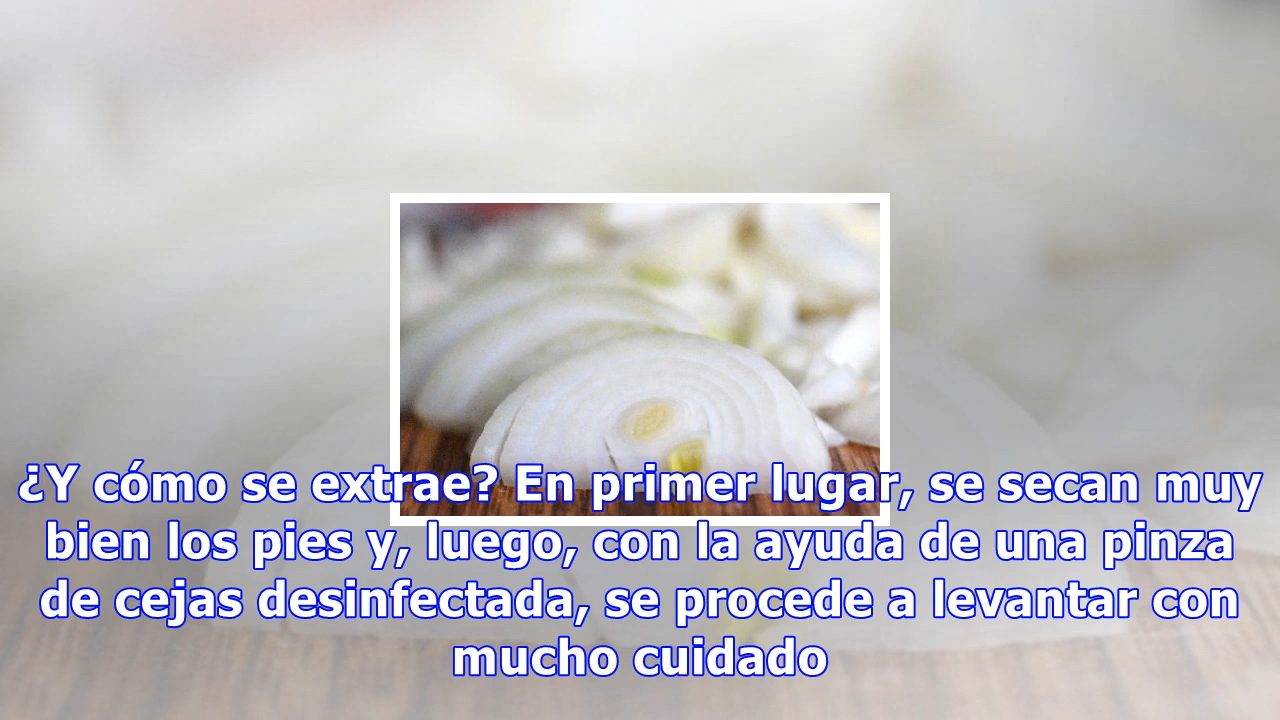 ¿Y cómo se extrae? En primer lugar, se secan muy
bien los pies y, luego, con la ayuda de una pinza
de cejas desinfectada, se procede a levantar con
mucho cuidado